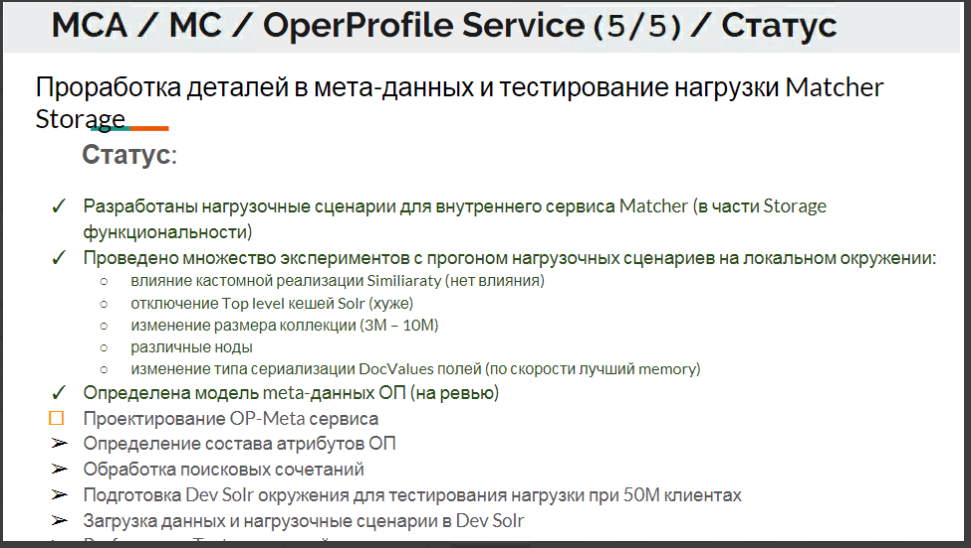 MCA / MC / OperProfile Service (5/5) / Статус
Проработка деталей в мета-данных и тестирование нагрузки Matcher
Storage
Статус:
✓ Разработаны нагрузочные сценарии для внутреннего сервиса Matcher (в части Storage
функциональности)
✓ Проведено множество экспериментов с прогоном нагрузочных сценариев на локальном окружении:
○ влияние кастомной реализации Similiaraty (нет влияния)
○ отключение Top level кешей Solr (хуже)
○ изменение размера коллекции (3М – 10М)
○ различные ноды
○ изменение типа сериализации DocValues полей (по скорости лучший memory)
✓ Определена модель meta-данных ОП (на ревью)
□ Проектирование OP-Meta сервиса
➢ Определение состава атрибутов ОП
➢ Обработка поисковых сочетаний
➢ Подготовка Dev Solr окружения для тестирования нагрузки при 50М клиентах
➢ Загрузка данных и нагрузочные сценарии в Dev Solr